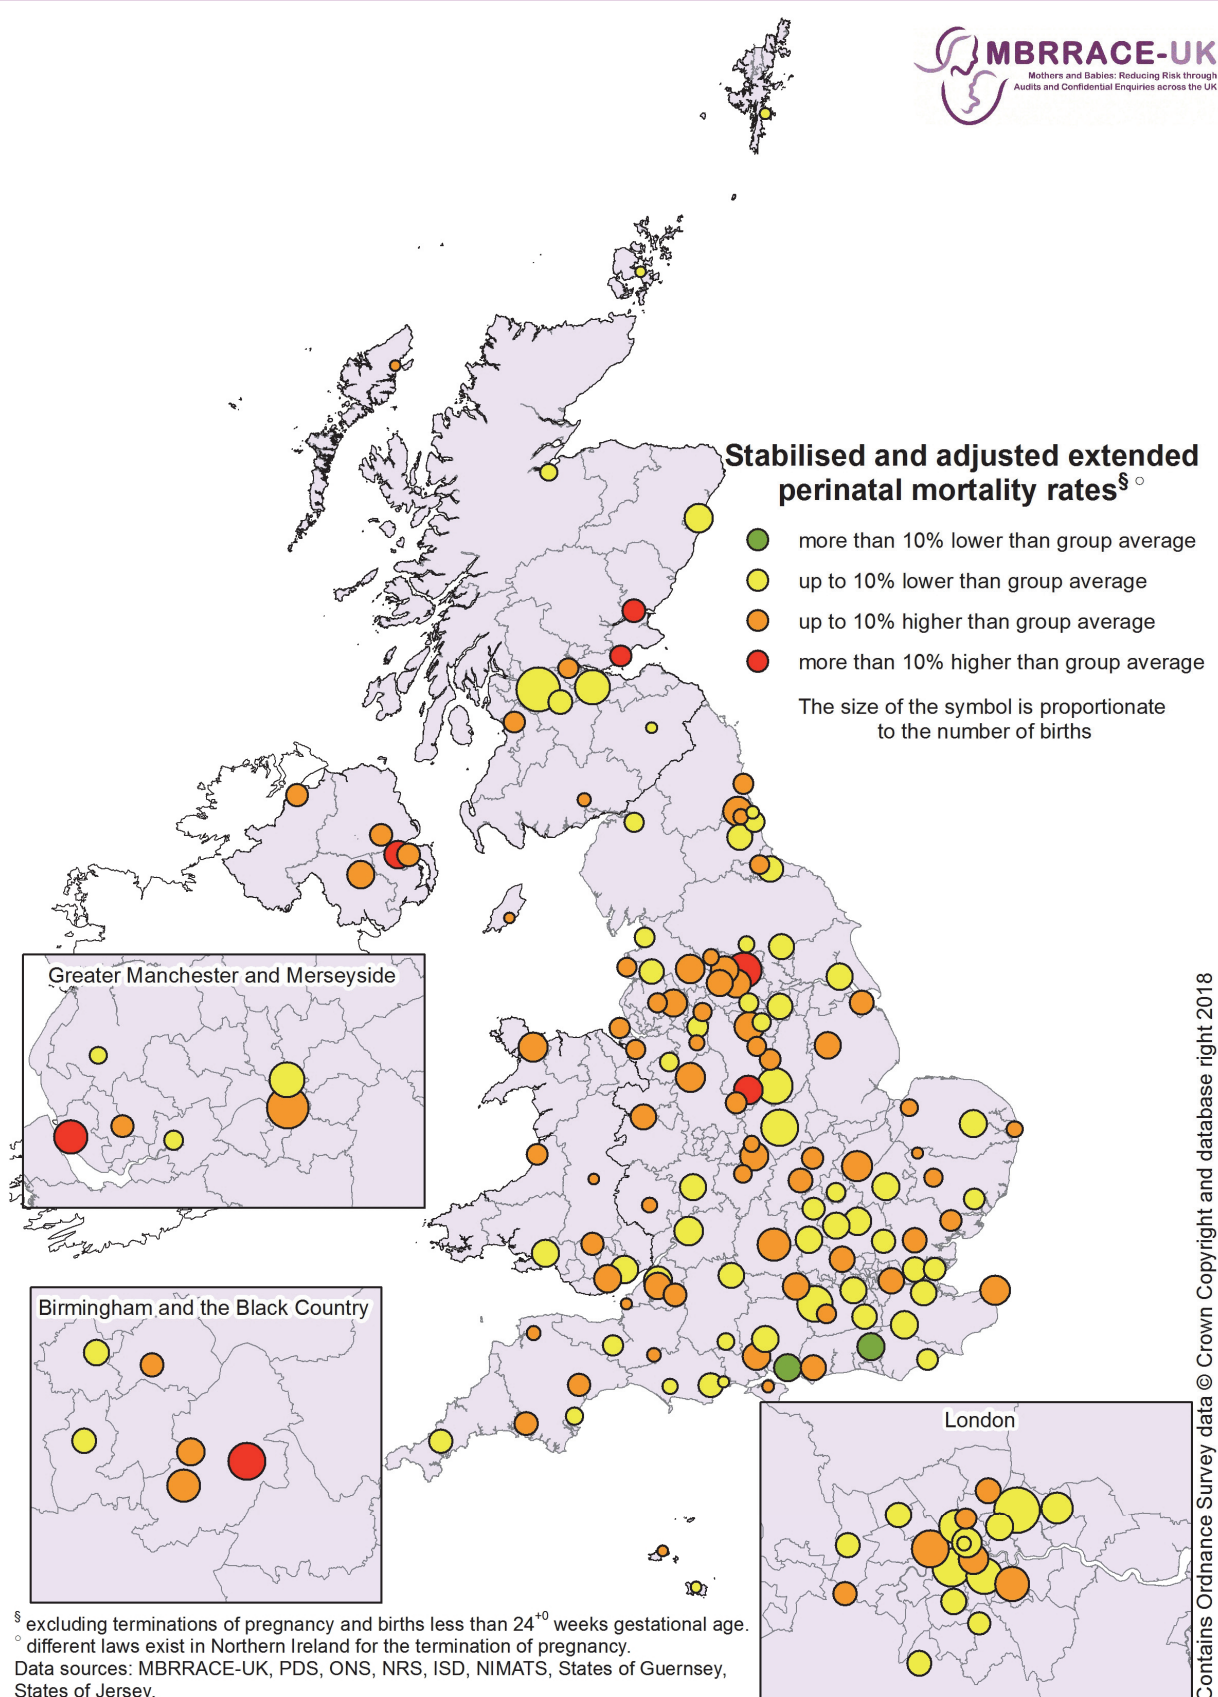 MBRRACE-UK
Mothers and Babies: Reducing Risk through
Audits and Confidential Enquiries across the UK
Stabilised and adjusted extended
perinatal mortality rates§ ○
more than 10% lower than group average
up to 10% lower than group average
up to 10% higher than group average
more than 10% higher than group average
The size of the symbol is proportionate
to the number of births
Greater Manchester and Merseyside
Birmingham and the Black Country
London
§ excluding terminations of pregnancy and births less than 24+0 weeks gestational age.
○ different laws exist in Northern Ireland for the termination of pregnancy.
Data sources: MBRRACE-UK, PDS, ONS, NRS, ISD, NIMATS, States of Guernsey,
States of Jersey.
Contains Ordnance Survey data © Crown Copyright and database right 2018